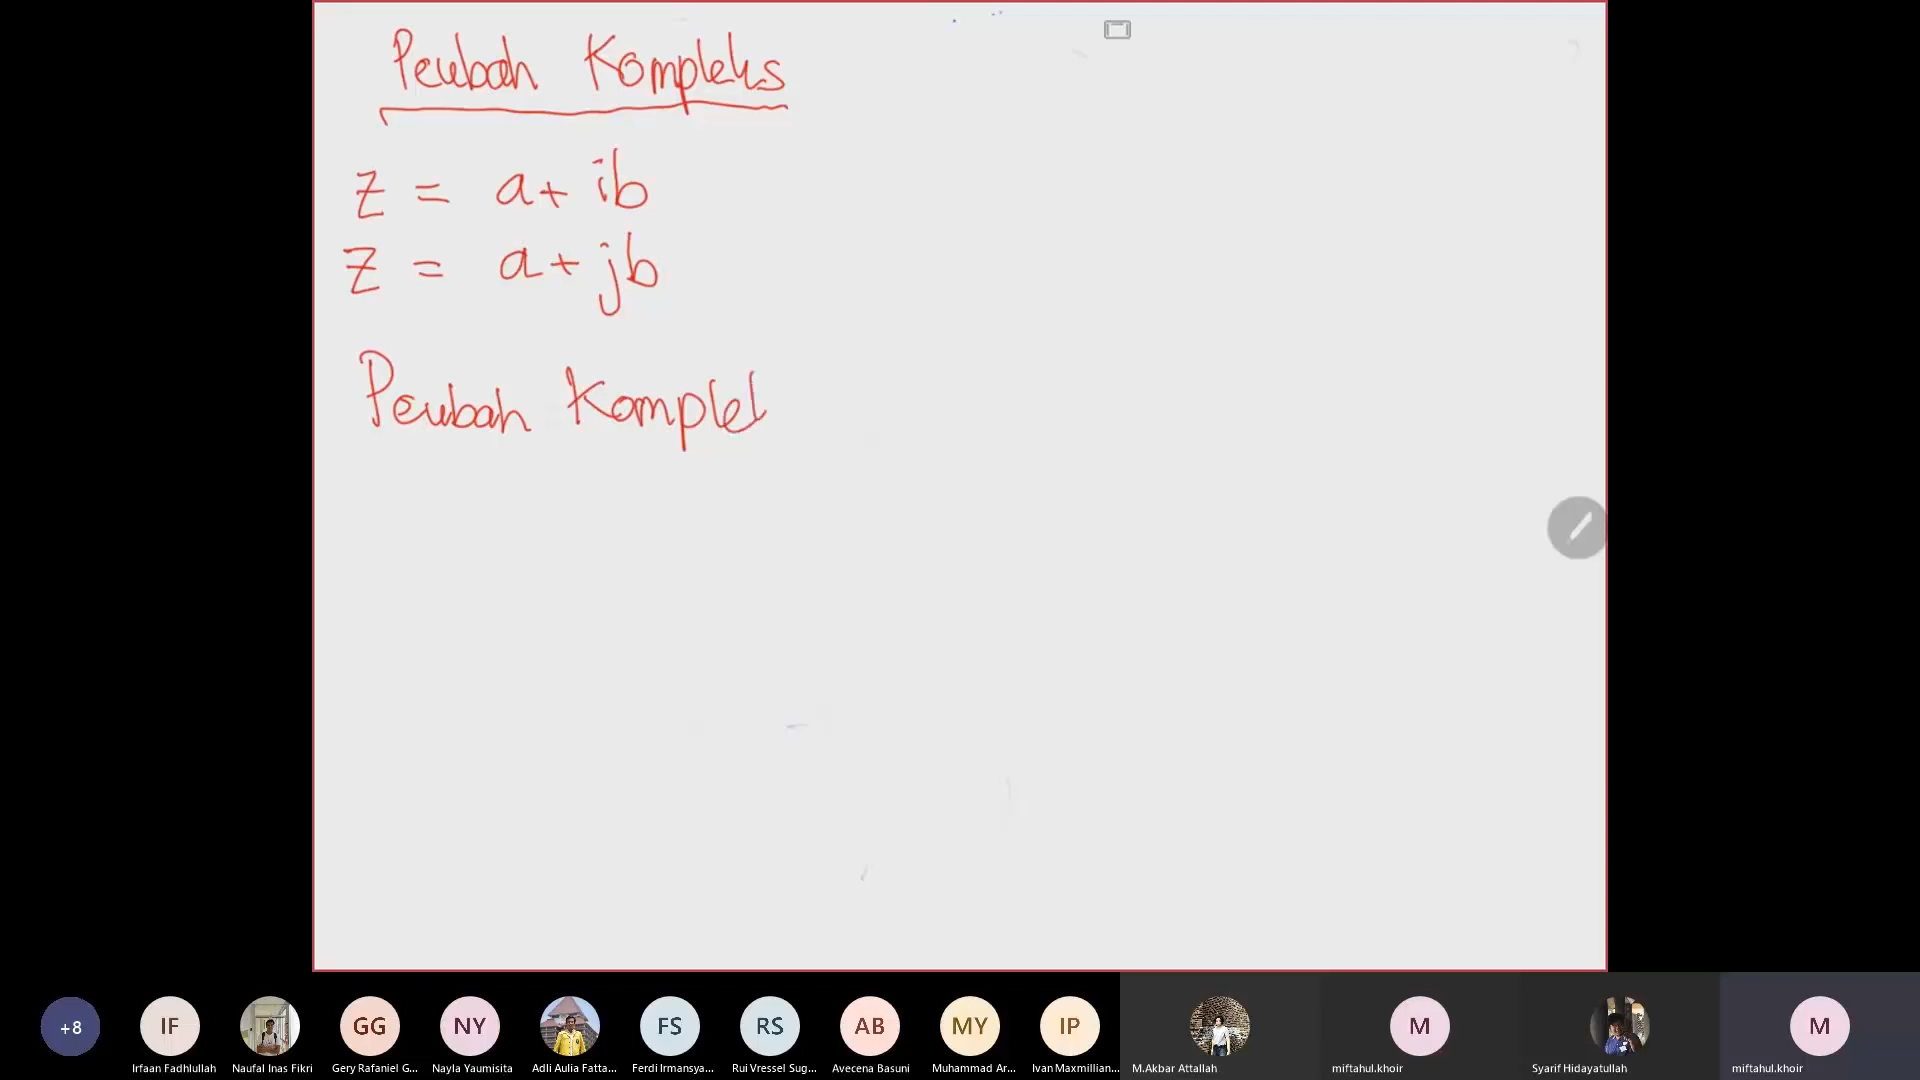 Peubah Kompleks
z = a + ib
z = a + jb
Peubah Komplel
+8
IF
GG
NY
FS
RS
AB
MY
IP
M
M
Irfaan Fadhlullah
Naufal Inas Fikri
Gery Rafaniel G...
Nayla Yaumisita
Adli Aulia Fatta...
Ferdi Irmansya...
Rui Vressel Sug...
Avecena Basuni
Muhammad Ar...
Ivan Maxmillian...
M.Akbar Attallah
miftahul.khoir
Syarif Hidayatullah
miftahul.khoir